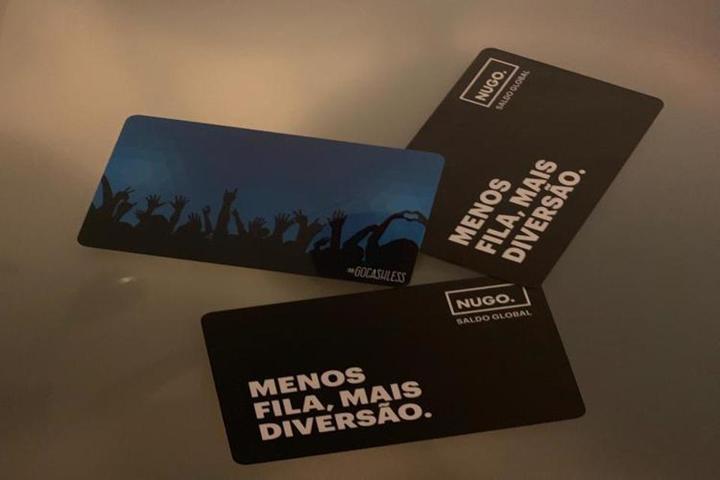 NUGO.
SALDO GLOBAL
MENOS
FILA, MAIS
DIVERSÃO.
#GOCASHLESS
NUGO.
SALDO GLOBAL
MENOS
FILA, MAIS
DIVERSÃO.